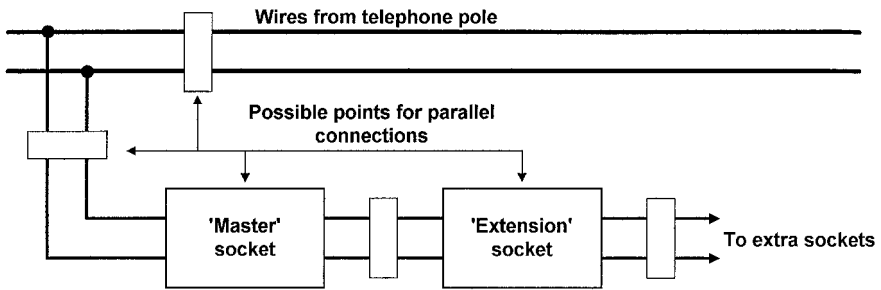 Wires from telephone pole
Possible points for parallel
connections
'Master'
socket
'Extension'
socket
To extra sockets